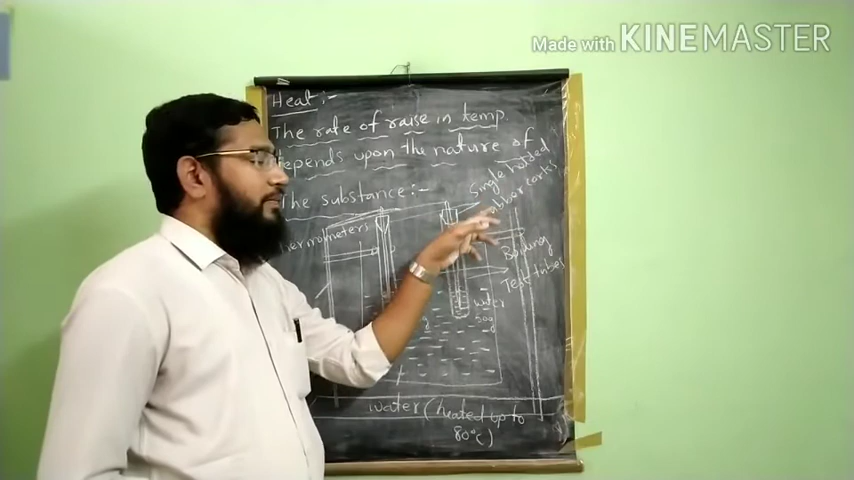 Made with KINEMASTER
Heat :-
The rate of raise in temp.
depends upon the nature of
The substance :-
Single holed
rubber corks
Thermometers
Boiling
Test tubes
water
50g
g
water ( heated up to
80°c )